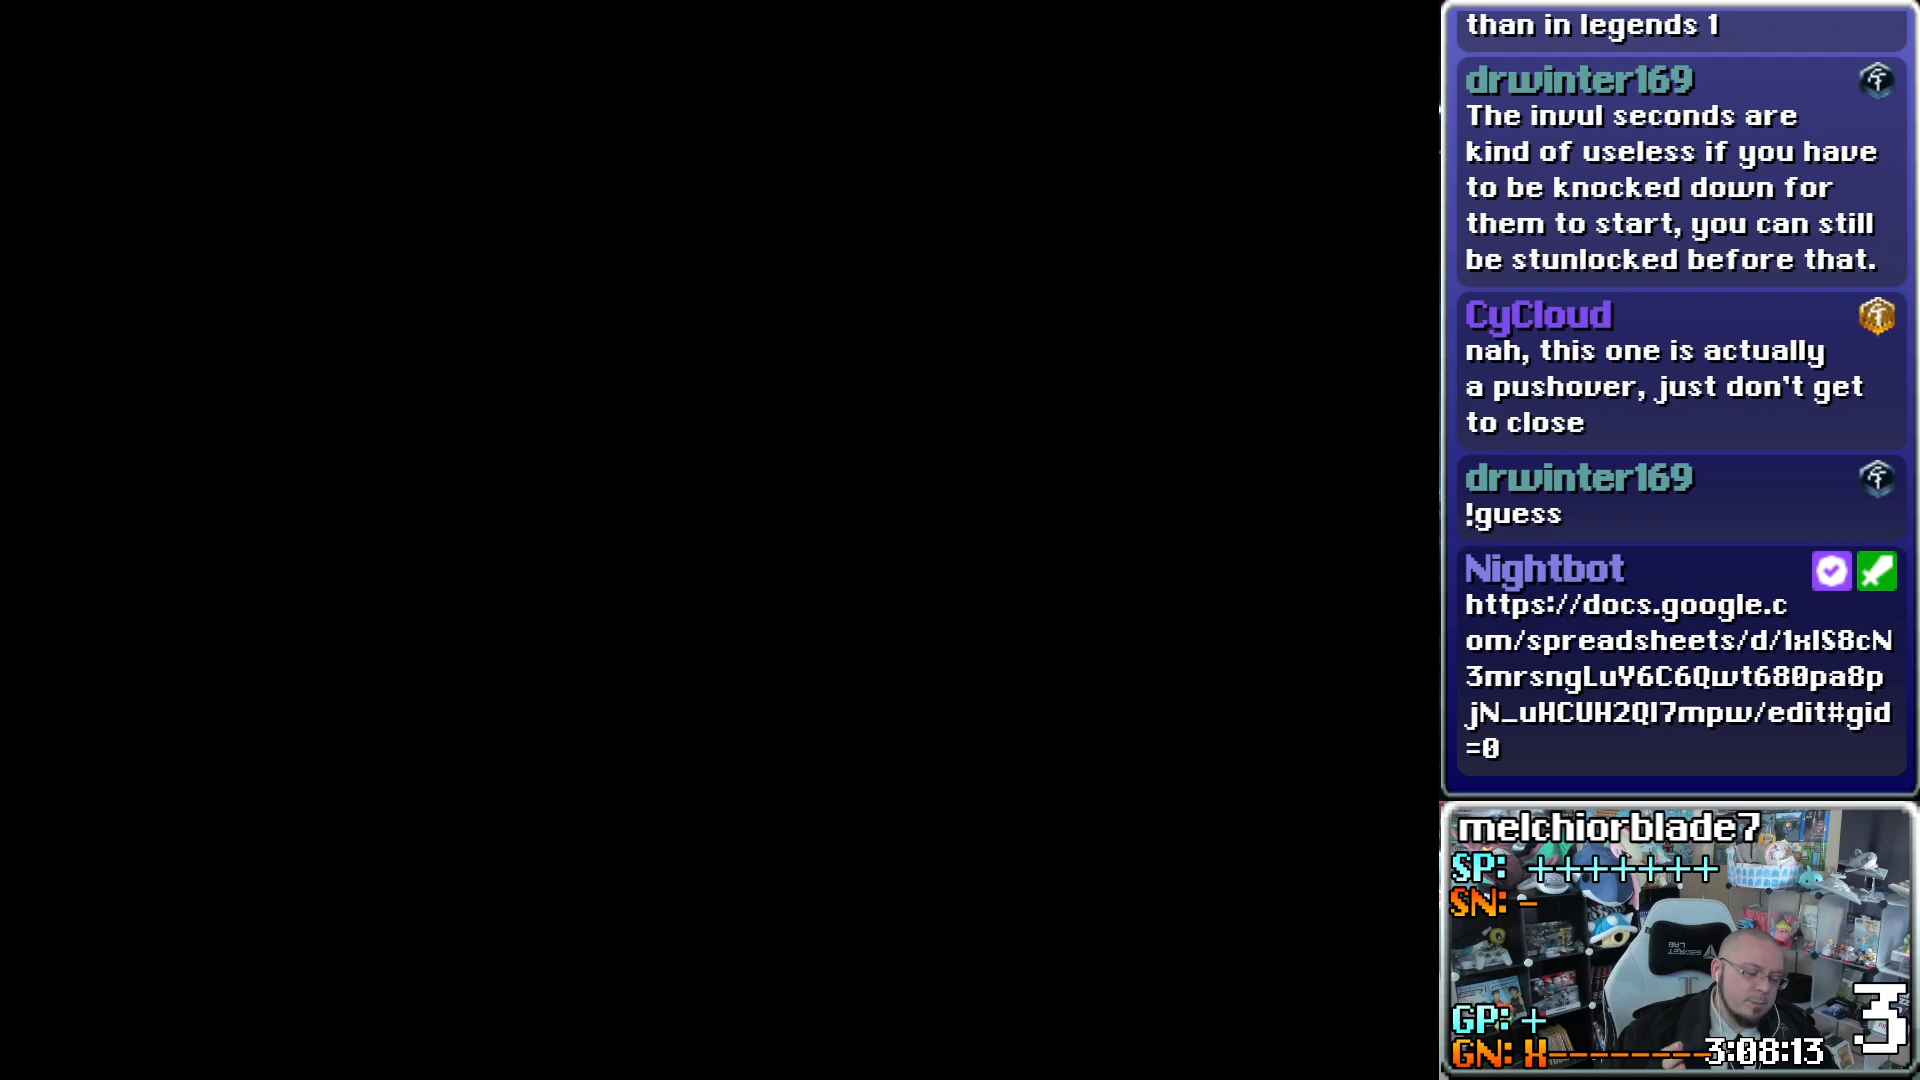 than in legends 1
drwinter169
The invul seconds are
kind of useless if you have
to be knocked down for
them to start, you can still
be stunlocked before that.
CyCloud
nah, this one is actually
a pushover, just don't get
to close
drwinter169
!guess
Nightbot
https://docs.google.c
om/spreadsheets/d/1xIS8cN
3mrsngLuY6C6Qwt680pa8p
jN_uHCUH2QI7mpw/edit#gid
=0
melchiorblade7
SP: +++++++
SN: -
GP: +
GN: X---------
3:08:13
3